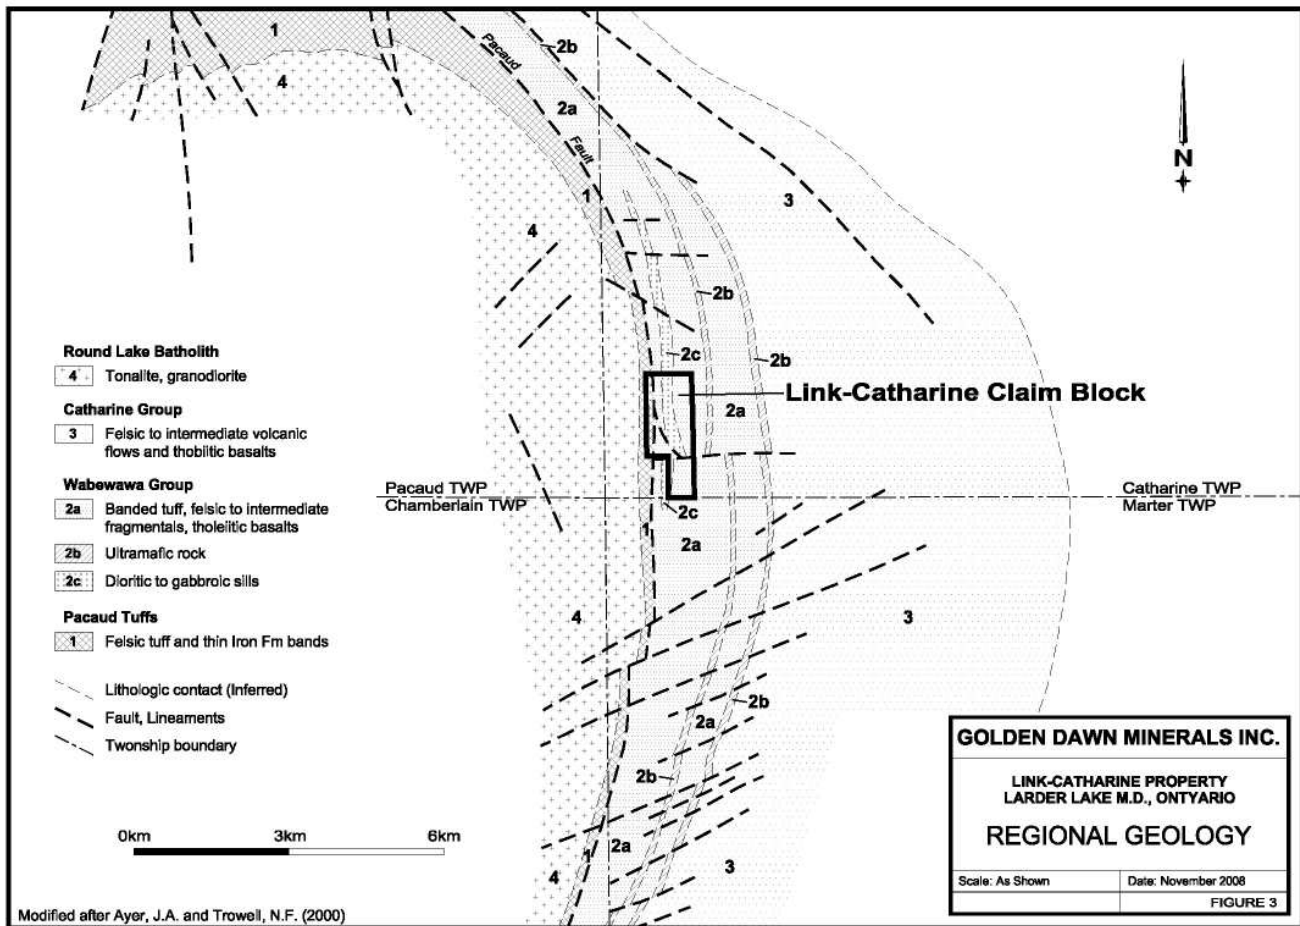 1
2b
4
Pacaud
2a
Fault
N
1
3
4
2b
Round Lake Batholith
4 Tonalite, granodiorite
2c
2b
Link-Catharine Claim Block
Catharine Group
3 Felsic to intermediate volcanic
flows and thobiitic basalts
2a
Wabewawa Group
Pacaud TWP
Chamberlain TWP
Catharine TWP
Marter TWP
2a Banded tuff, felsic to intermediate
fragmentals, tholeiitic basalts
2c
1
2a
2b Ultramafic rock
2c Dioritic to gabbroic sills
Pacaud Tuffs
4
3
1 Felsic tuff and thin Iron Fm bands
Lithologic contact (Inferred)
2b
Fault, Lineaments
2a
Twonship boundary
2b
0km 3km 6km
2a
1
4
3
GOLDEN DAWN MINERALS INC.
LINK-CATHARINE PROPERTY
LARDER LAKE M.D., ONTYARIO
REGIONAL GEOLOGY
Scale: As Shown
Date: November 2008
FIGURE 3
Modified after Ayer, J.A. and Trowell, N.F. (2000)